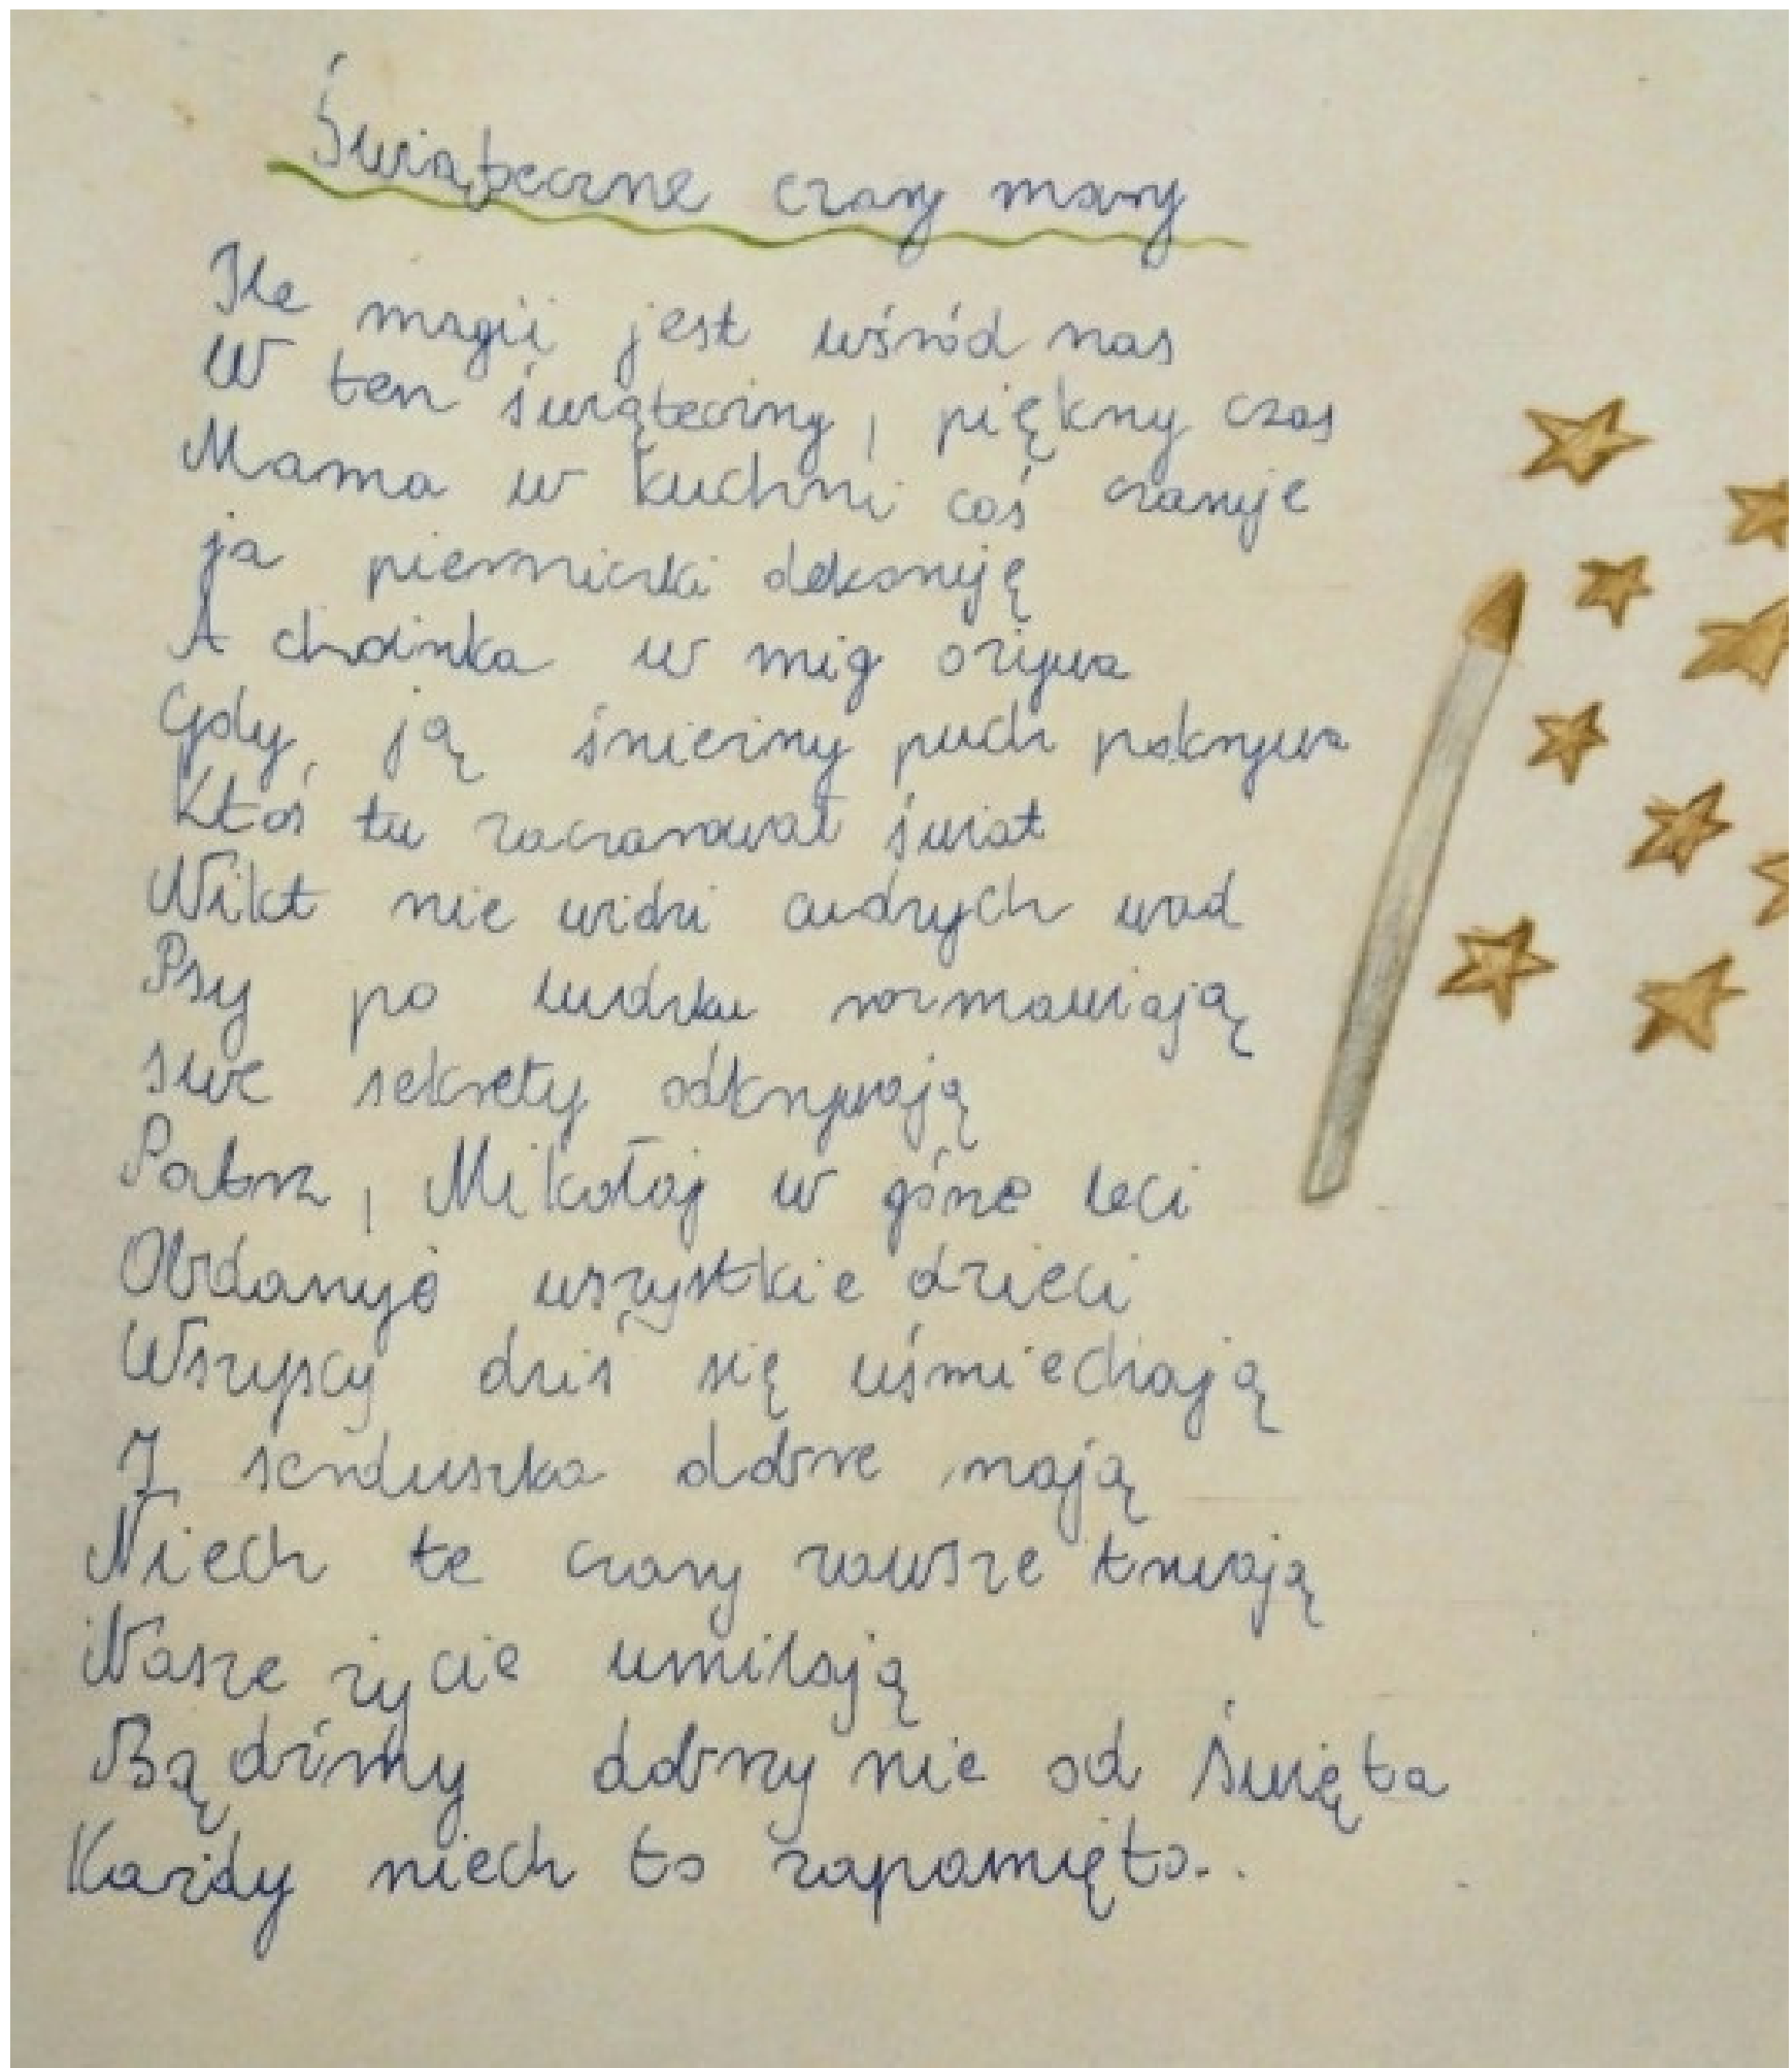 Świąteczne czary mary
Ile magii jest wśród nas
W ten świąteczny, piękny czas
Mama w kuchni coś czaruje
ja pierniczki dekoruję
A choinka w mig ożywa
Gdy, ją śnieżny puch pokrywa
Ktoś tu zaczarował świat
Nikt nie widzi cudzych wad
Psy po ludzku rozmawiają
swe sekrety odkrywają
Patrz, Mikołaj w górze leci
Obdaruje wszystkie dzieci
Wszyscy dziś się uśmiechają
I serduszka dobre mają
Niech te czary zawsze trwają
Nasze życie umilają
Bądźmy dobrzy nie od święta
Każdy niech to zapamięta..